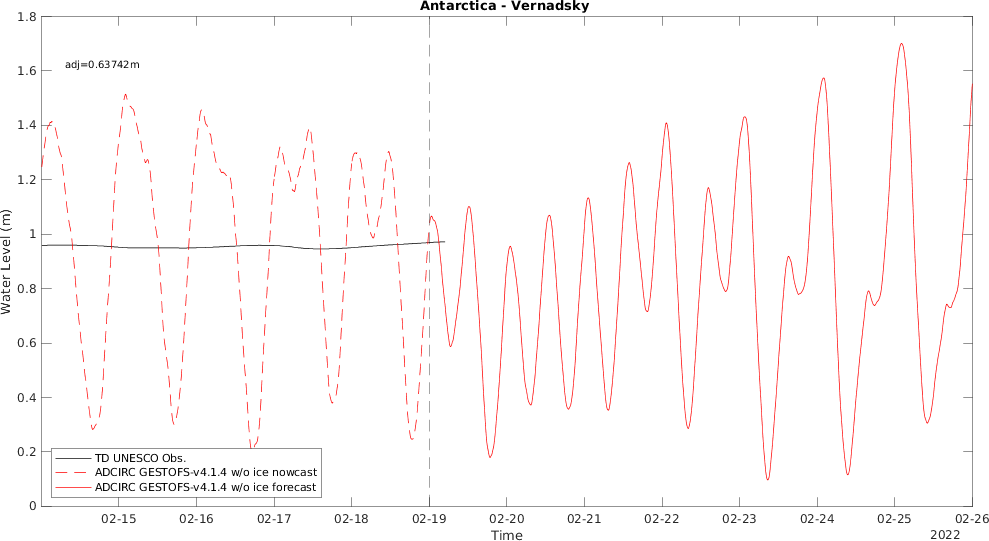 Antarctica - Vernadsky
1.8
1.6
1.4
1.2
1
0.8
0.6
0.4
0.2
0
Water Level (m)
adj=0.63742m
TD UNESCO Obs.
ADCIRC GESTOFS-v4.1.4 w/o ice nowcast
ADCIRC GESTOFS-v4.1.4 w/o ice forecast
02-15 02-16 02-17 02-18 02-19 02-20 02-21 02-22 02-23 02-24 02-25 02-26
Time
2022